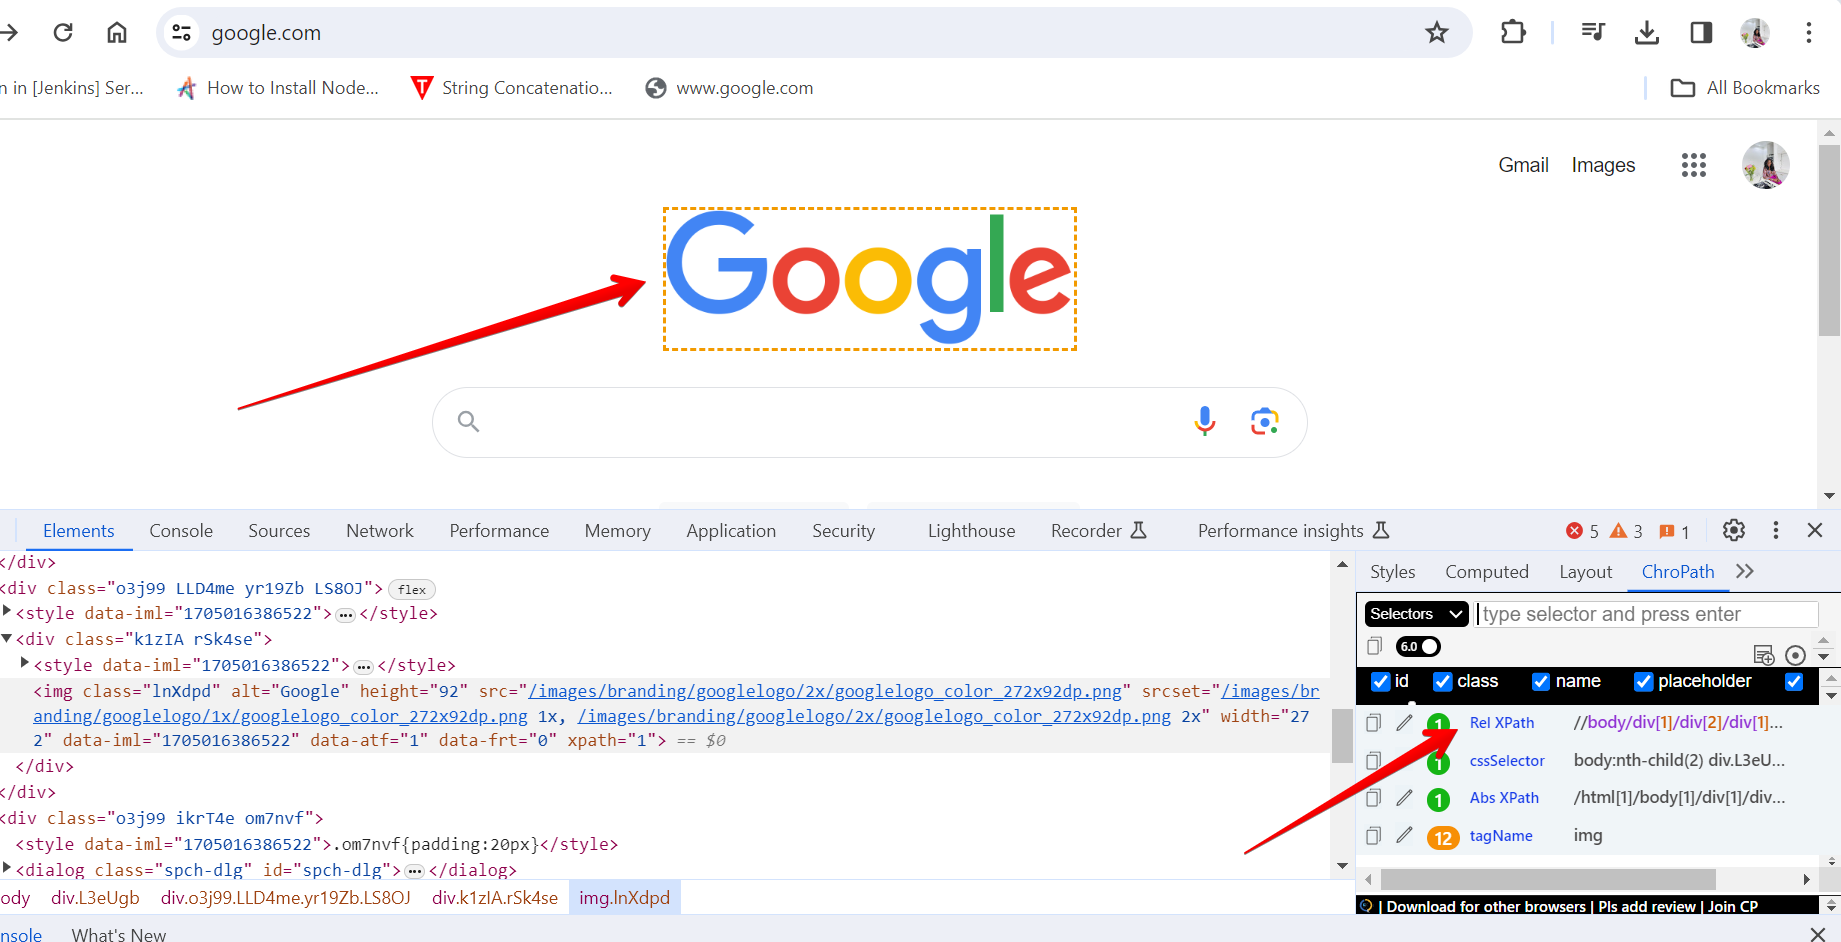 google.com
n in [Jenkins] Ser...
How to Install Node...
String Concatenatio...
www.google.com
All Bookmarks
Gmail
Images
Google
Elements
Console
Sources
Network
Performance
Memory
Application
Security
Lighthouse
Recorder
Performance insights
5
3
1
</div>
<div class="o3j99 LLD4me yr19Zb LS8OJ"> flex
<style data-iml="1705016386522"> ... </style>
<div class="k1zIA rSk4se">
<style data-iml="1705016386522"> ... </style>
<img class="lnXdpd" alt="Google" height="92" src="/images/branding/googlelogo/2x/googlelogo_color_272x92dp.png" srcset="/images/br
anding/googlelogo/1x/googlelogo_color_272x92dp.png 1x, /images/branding/googlelogo/2x/googlelogo_color_272x92dp.png 2x" width="27
2" data-iml="1705016386522" data-atf="1" data-frt="0" xpath="1"> == $0
</div>
</div>
<div class="o3j99 ikrT4e om7nvf">
<style data-iml="1705016386522">.om7nvf{padding:20px}</style>
<dialog class="spch-dlg" id="spch-dlg"> ... </dialog>
ody div.L3eUgb div.o3j99.LLD4me.yr19Zb.LS8OJ div.k1zIA.rSk4se img.lnXdpd
nsole
What's New
Styles
Computed
Layout
ChroPath
Selectors
type selector and press enter
6.0
id
class
name
placeholder
1 Rel XPath //body/div[1]/div[2]/div[1]...
1 cssSelector body:nth-child(2) div.L3eU...
1 Abs XPath /html[1]/body[1]/div[1]/div...
12 tagName img
| Download for other browsers | Pls add review | Join CP